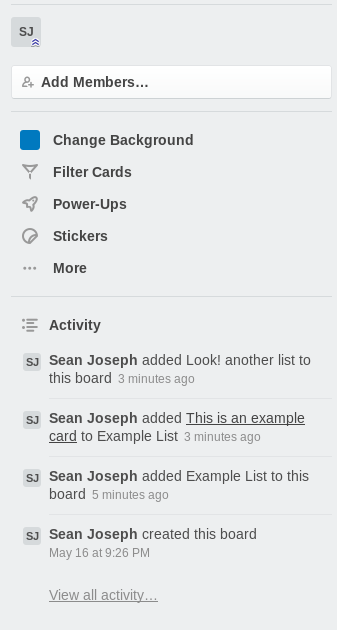 SJ
Add Members…
Change Background
Filter Cards
Power-Ups
Stickers
More
Activity
SJ Sean Joseph added Look! another list to
this board 3 minutes ago
SJ Sean Joseph added This is an example
card to Example List 3 minutes ago
SJ Sean Joseph added Example List to this
board 5 minutes ago
SJ Sean Joseph created this board
May 16 at 9:26 PM
View all activity…